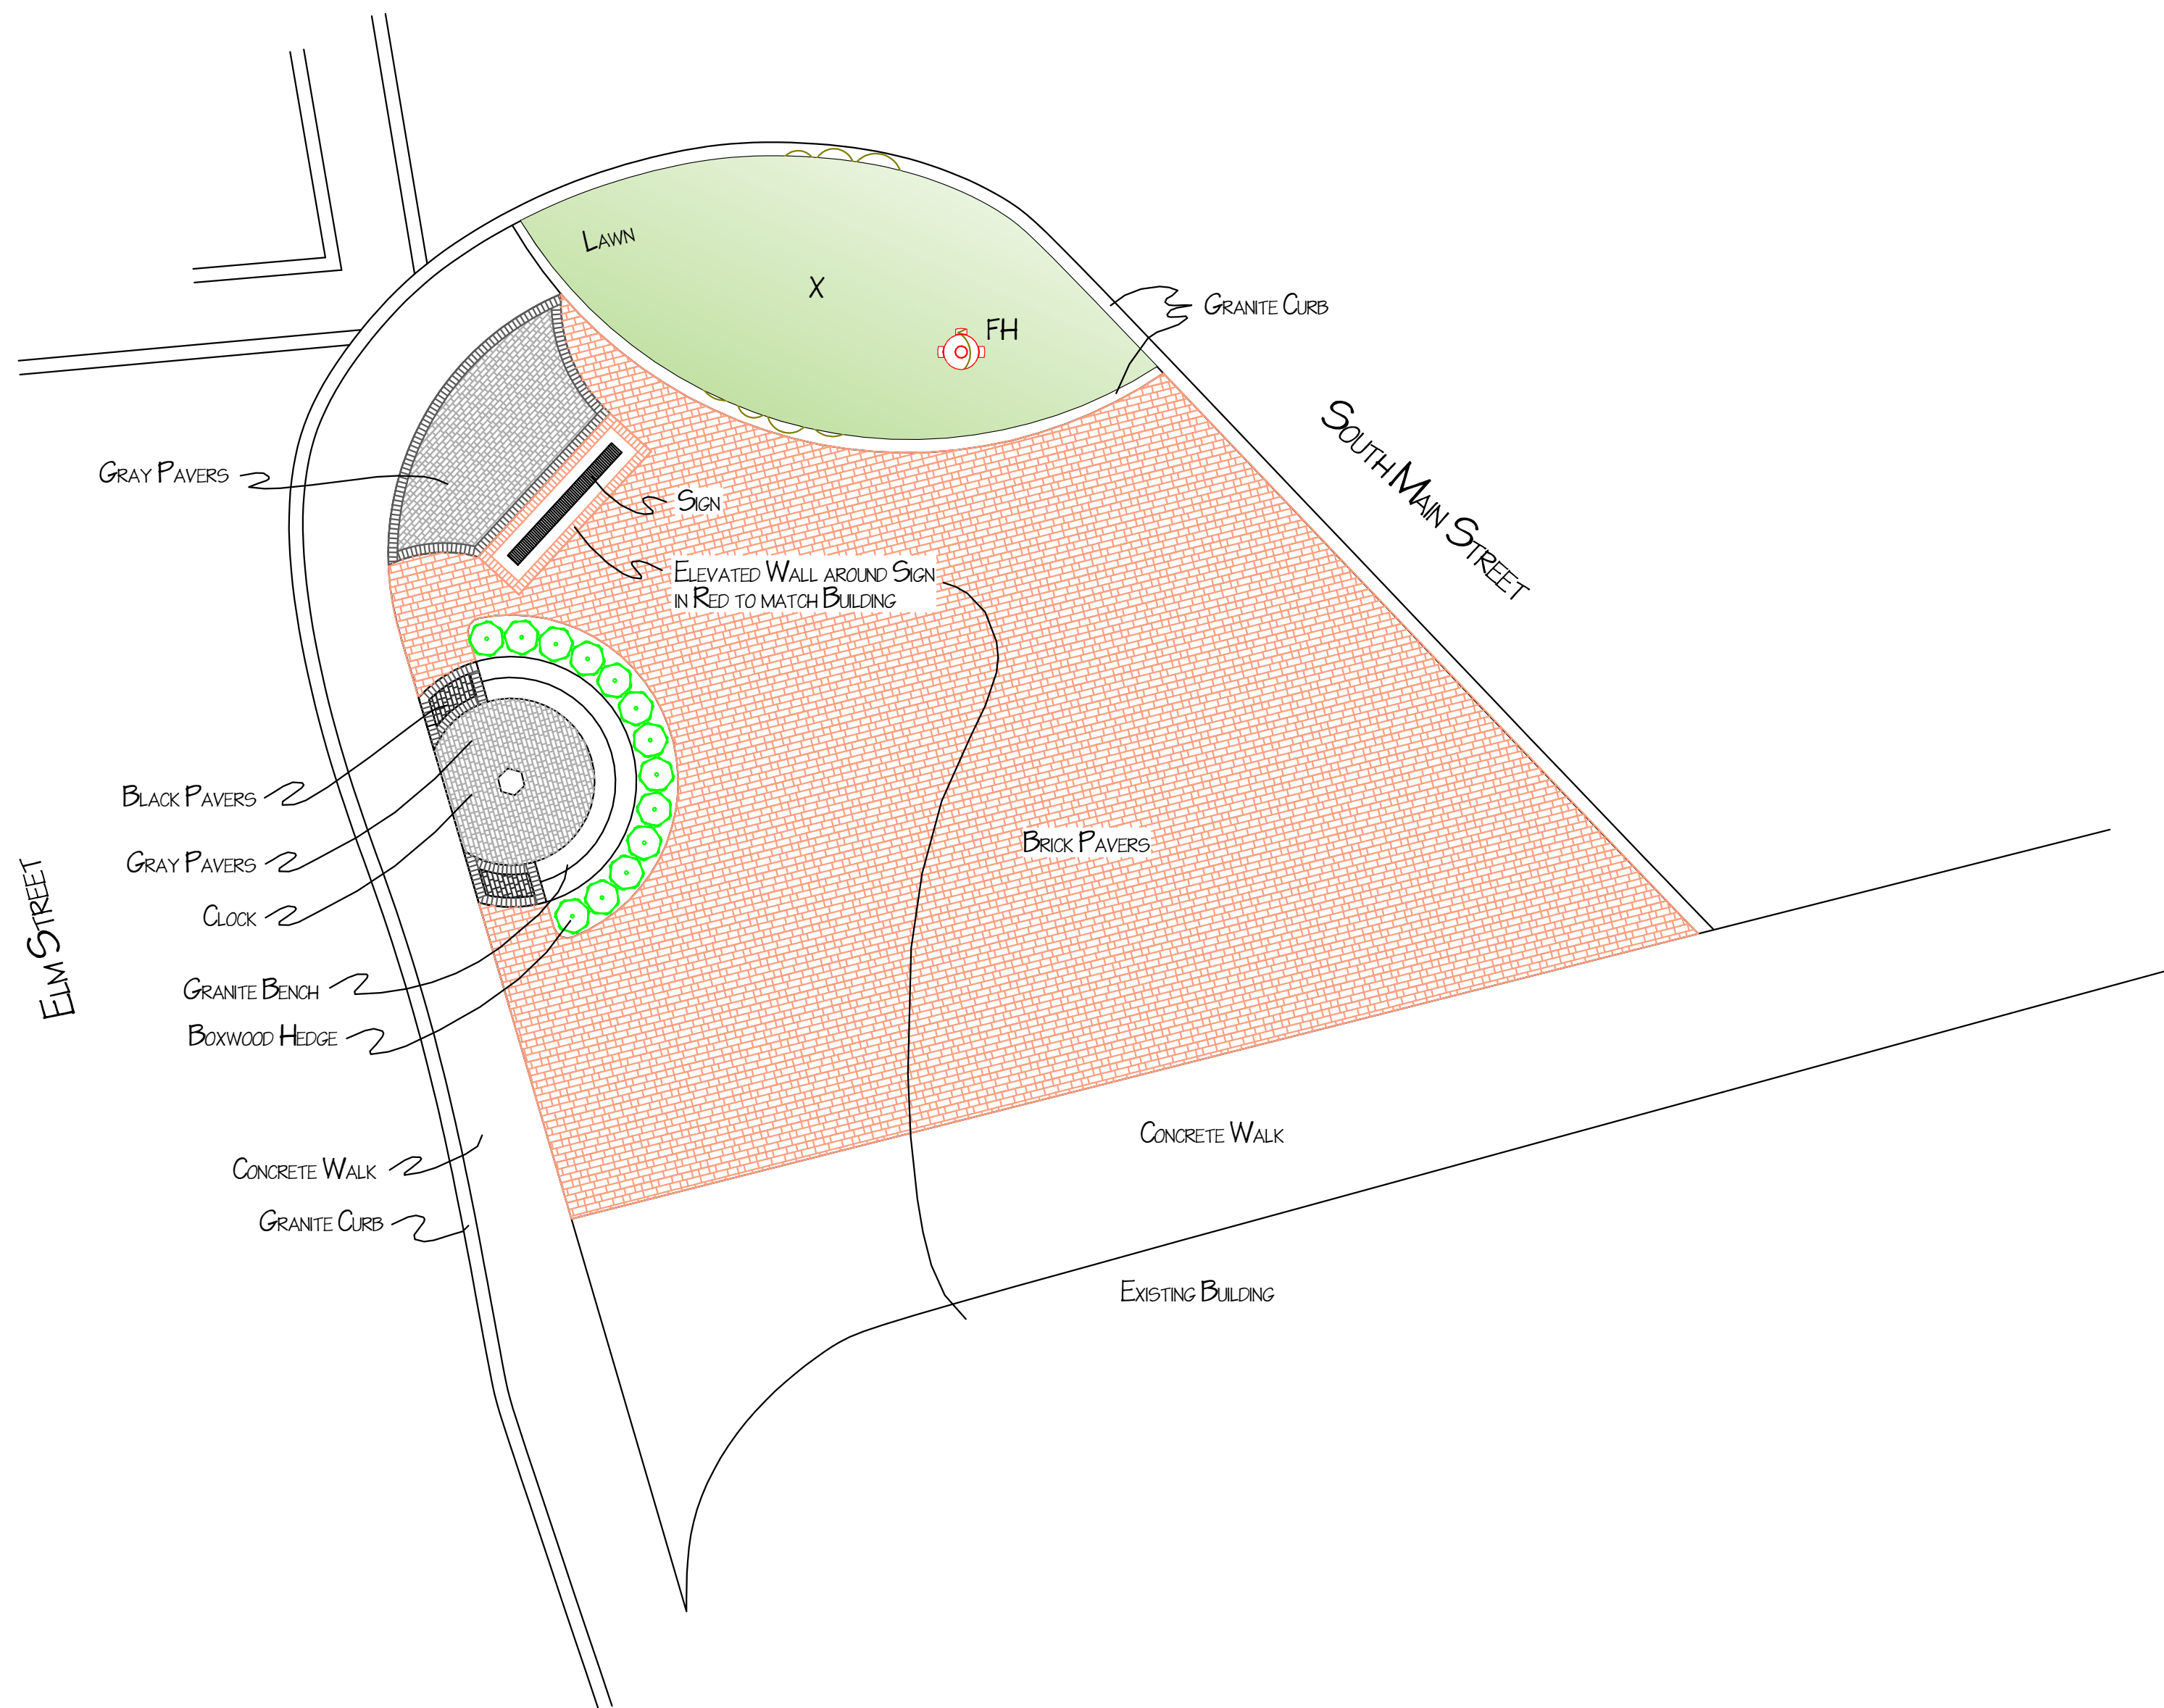 Lawn
X
FH
Granite Curb
South Main Street
Gray Pavers
Sign
Elevated Wall around Sign
in Red to match Building
Black Pavers
Brick Pavers
Gray Pavers
Clock
Elm Street
Granite Bench
Boxwood Hedge
Concrete Walk
Concrete Walk
Granite Curb
Existing Building